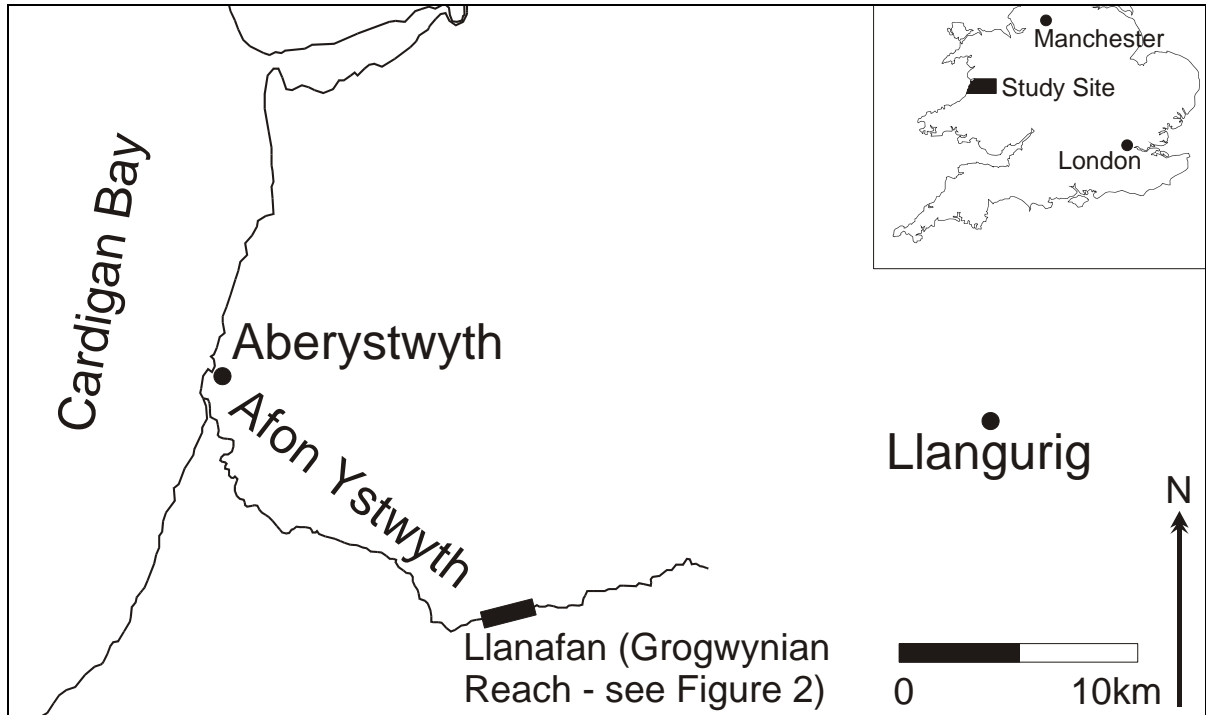 Manchester
Study Site
London
Cardigan Bay
Aberystwyth
Afon Ystwyth
Llangurig
N
Llanafan (Grogwynian
Reach - see Figure 2)
0 10km